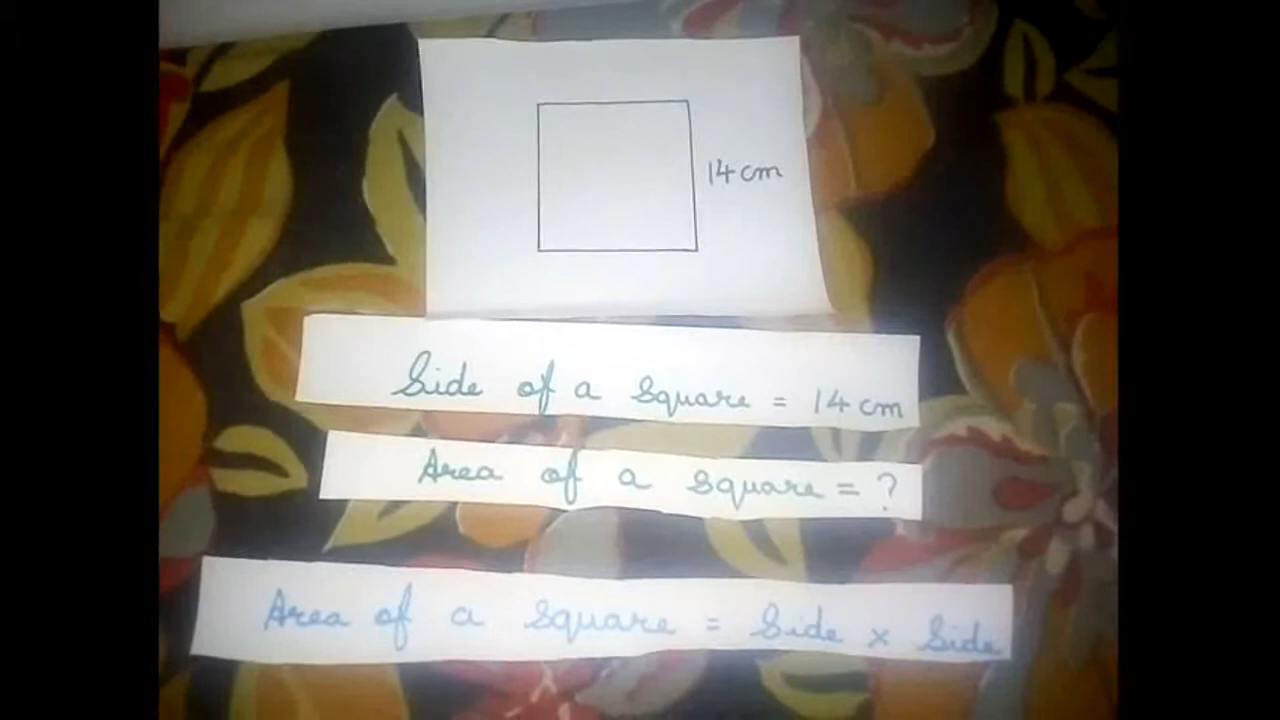 14 cm
Side of a square = 14 cm
Area of a square = ?
Area of a square = Side × Side